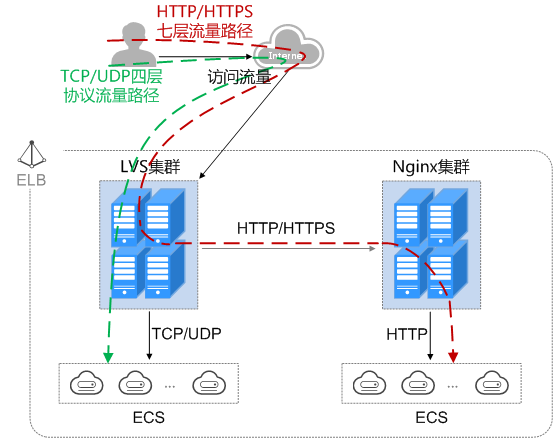 HTTP/HTTPS
七层流量路径
Interne
TCP/UDP四层
协议流量路径
访问流量
ELB
LVS集群
Nginx集群
HTTP/HTTPS
TCP/UDP
HTTP
...
...
ECS
ECS